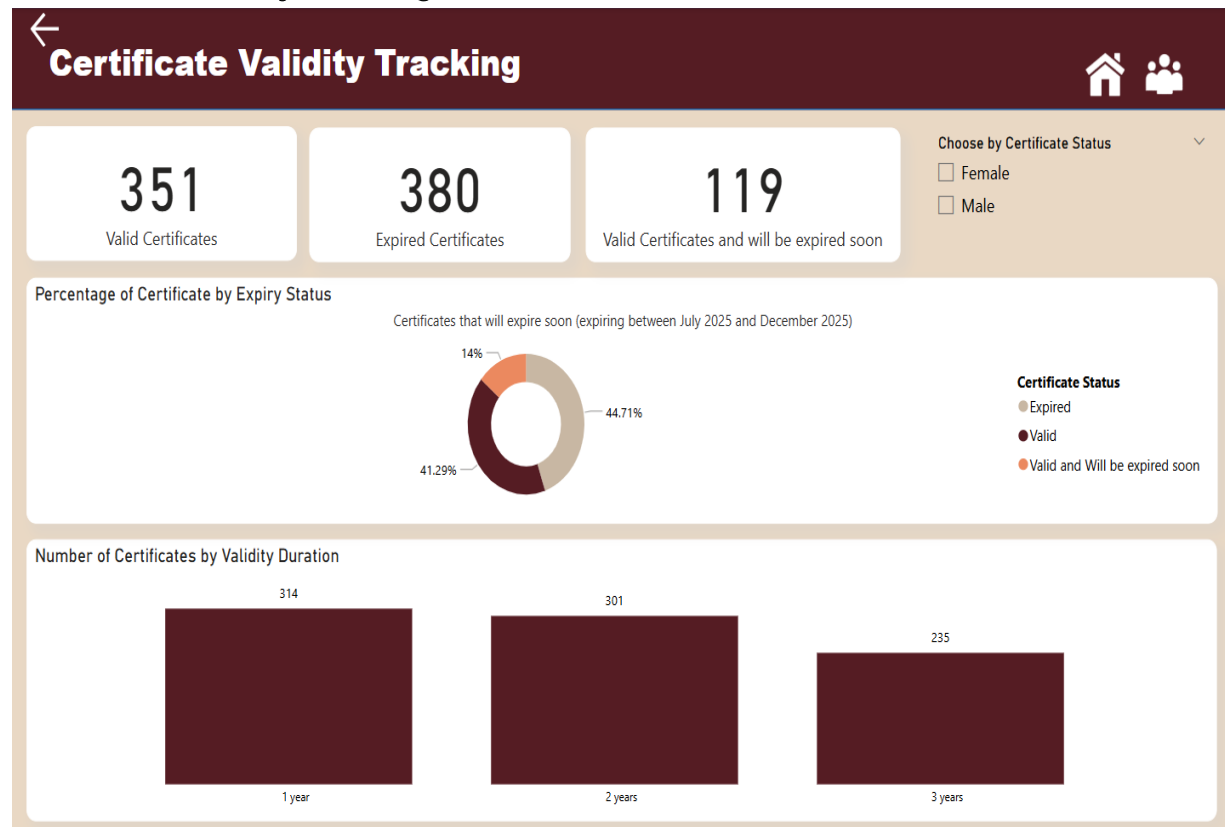 Certificate Validity Tracking
351
Valid Certificates
380
Expired Certificates
119
Valid Certificates and will be expired soon
Choose by Certificate Status
Female
Male
Percentage of Certificate by Expiry Status
Certificates that will expire soon (expiring between July 2025 and December 2025)
14%
44.71%
41.29%
Certificate Status
Expired
Valid
Valid and Will be expired soon
Number of Certificates by Validity Duration
314
301
235
1 year
2 years
3 years